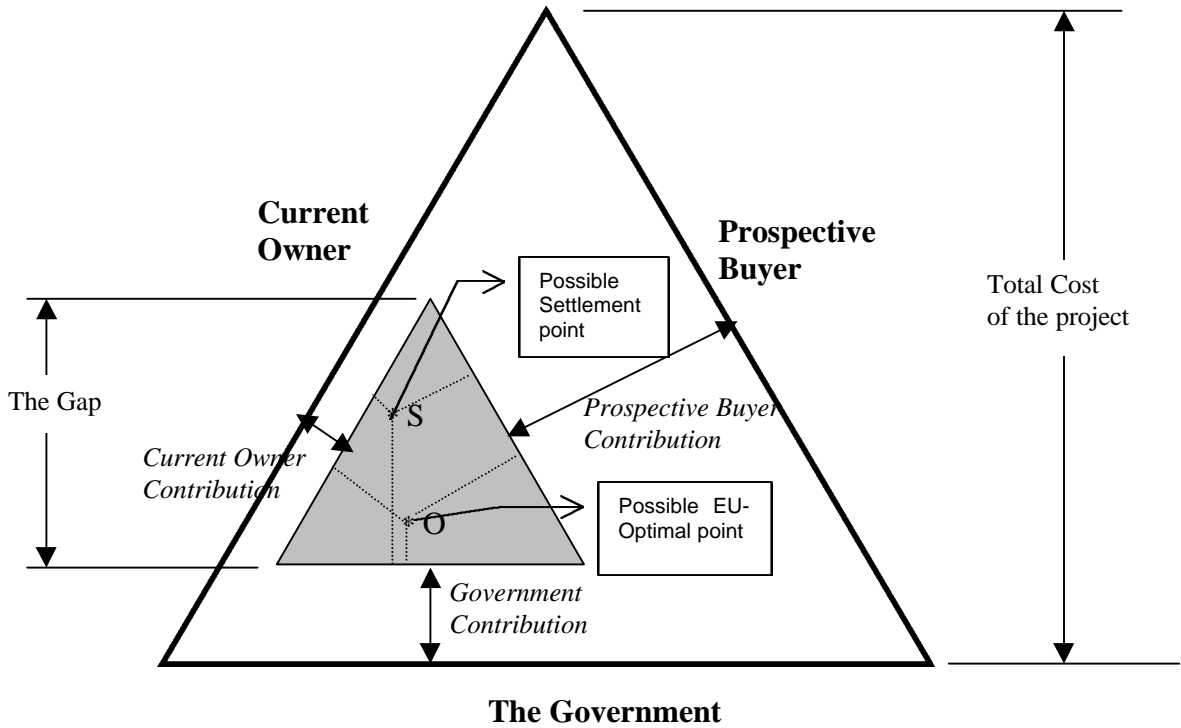 Current
Owner
Prospective
Buyer
Possible
Settlement
point
Total Cost
of the project
The Gap
S
Prospective Buyer
Contribution
Current Owner
Contribution
O
Possible EU-
Optimal point
Government
Contribution
The Government